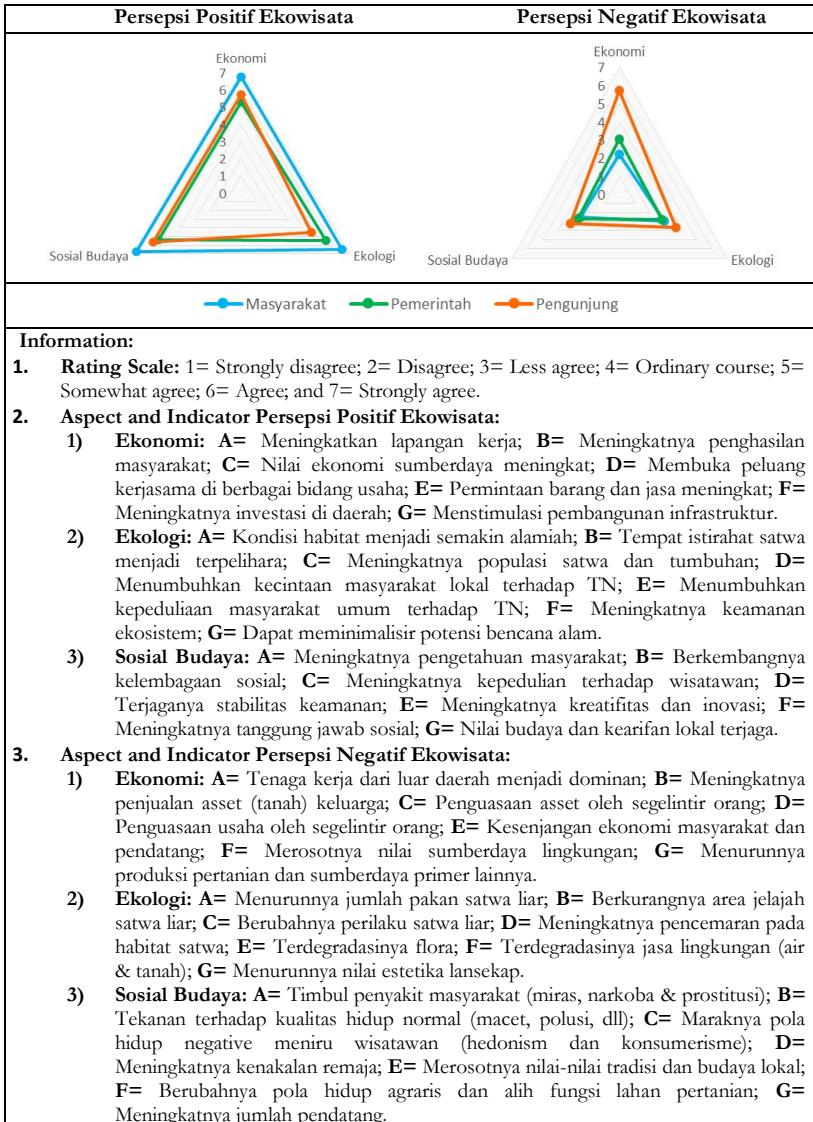 Persepsi Positif Ekowisata
Persepsi Negatif Ekowisata
Ekonomi
7
6
5
4
3
2
1
0
Sosial Budaya
Ekologi
Ekonomi
7
6
5
4
3
2
1
0
Sosial Budaya
Ekologi
Masyarakat Pemerintah Pengunjung
Information:
1. Rating Scale: 1= Strongly disagree; 2= Disagree; 3= Less agree; 4= Ordinary course; 5=
Somewhat agree; 6= Agree; and 7= Strongly agree.
2. Aspect and Indicator Persepsi Positif Ekowisata:
1) Ekonomi: A= Meningkatkan lapangan kerja; B= Meningkatnya penghasilan
masyarakat; C= Nilai ekonomi sumberdaya meningkat; D= Membuka peluang
kerjasama di berbagai bidang usaha; E= Permintaan barang dan jasa meningkat; F=
Meningkatnya investasi di daerah; G= Menstimulasi pembangunan infrastruktur.
2) Ekologi: A= Kondisi habitat menjadi semakin alamiah; B= Tempat istirahat satwa
menjadi terpelihara; C= Meningkatnya populasi satwa dan tumbuhan; D=
Menumbuhkan kecintaan masyarakat lokal terhadap TN; E= Menumbuhkan
kepeduliaan masyarakat umum terhadap TN; F= Meningkatnya keamanan
ekosistem; G= Dapat meminimalisir potensi bencana alam.
3) Sosial Budaya: A= Meningkatnya pengetahuan masyarakat; B= Berkembangnya
kelembagaan sosial; C= Meningkatnya kepedulian terhadap wisatawan; D=
Terjaganya stabilitas keamanan; E= Meningkatnya kreatifitas dan inovasi; F=
Meningkatnya tanggung jawab sosial; G= Nilai budaya dan kearifan lokal terjaga.
3. Aspect and Indicator Persepsi Negatif Ekowisata:
1) Ekonomi: A= Tenaga kerja dari luar daerah menjadi dominan; B= Meningkatnya
penjualan asset (tanah) keluarga; C= Penguasaan asset oleh segelintir orang; D=
Penguasaan usaha oleh segelintir orang; E= Kesenjangan ekonomi masyarakat dan
pendatang; F= Merosotnya nilai sumberdaya lingkungan; G= Menurunnya
produksi pertanian dan sumberdaya primer lainnya.
2) Ekologi: A= Menurunnya jumlah pakan satwa liar; B= Berkurangnya area jelajah
satwa liar; C= Berubahnya perilaku satwa liar; D= Meningkatnya pencemaran pada
habitat satwa; E= Terdegradasinya flora; F= Terdegradasinya jasa lingkungan (air
& tanah); G= Menurunnya nilai estetika lansekap.
3) Sosial Budaya: A= Timbul penyakit masyarakat (miras, narkoba & prostitusi); B=
Tekanan terhadap kualitas hidup normal (macet, polusi, dll); C= Maraknya pola
hidup negative meniru wisatawan (hedonism dan konsumerisme); D=
Meningkatnya kenakalan remaja; E= Merosotnya nilai-nilai tradisi dan budaya lokal;
F= Berubahnya pola hidup agraris dan alih fungsi lahan pertanian; G=
Meningkatnya jumlah pendatang.